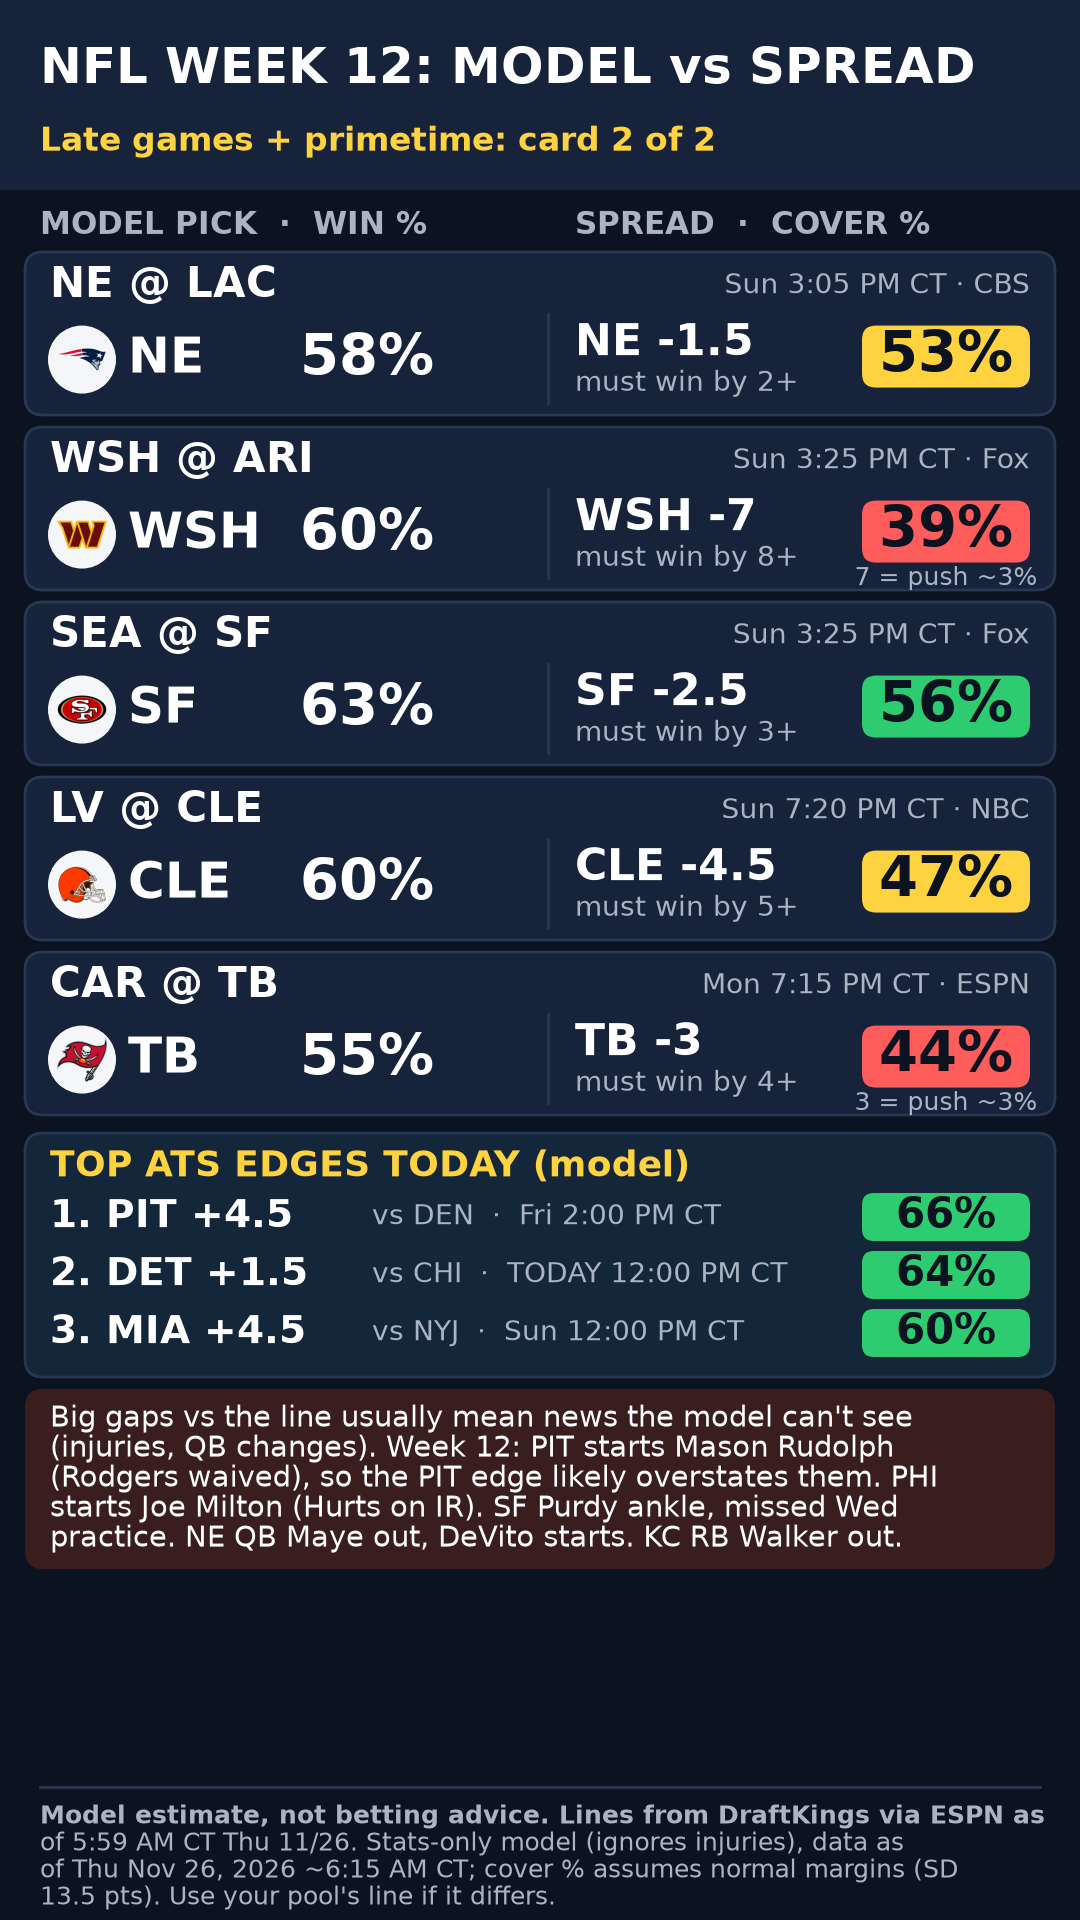 NFL WEEK 12: MODEL vs SPREAD
Late games + primetime: card 2 of 2
MODEL PICK · WIN % SPREAD · COVER %
NE @ LAC Sun 3:05 PM CT · CBS
NE 58% NE -1.5 53%
must win by 2+
WSH @ ARI Sun 3:25 PM CT · Fox
W WSH 60% WSH -7 39%
must win by 8+
7 = push ~3%
SEA @ SF Sun 3:25 PM CT · Fox
SF SF 63% SF -2.5 56%
must win by 3+
LV @ CLE Sun 7:20 PM CT · NBC
CLE 60% CLE -4.5 47%
must win by 5+
CAR @ TB Mon 7:15 PM CT · ESPN
TB 55% TB -3 44%
must win by 4+
3 = push ~3%
TOP ATS EDGES TODAY (model)
1. PIT +4.5 vs DEN · Fri 2:00 PM CT 66%
2. DET +1.5 vs CHI · TODAY 12:00 PM CT 64%
3. MIA +4.5 vs NYJ · Sun 12:00 PM CT 60%
Big gaps vs the line usually mean news the model can't see
(injuries, QB changes). Week 12: PIT starts Mason Rudolph
(Rodgers waived), so the PIT edge likely overstates them. PHI
starts Joe Milton (Hurts on IR). SF Purdy ankle, missed Wed
practice. NE QB Maye out, DeVito starts. KC RB Walker out.
Model estimate, not betting advice. Lines from DraftKings via ESPN as
of 5:59 AM CT Thu 11/26. Stats-only model (ignores injuries), data as
of Thu Nov 26, 2026 ~6:15 AM CT; cover % assumes normal margins (SD
13.5 pts). Use your pool's line if it differs.